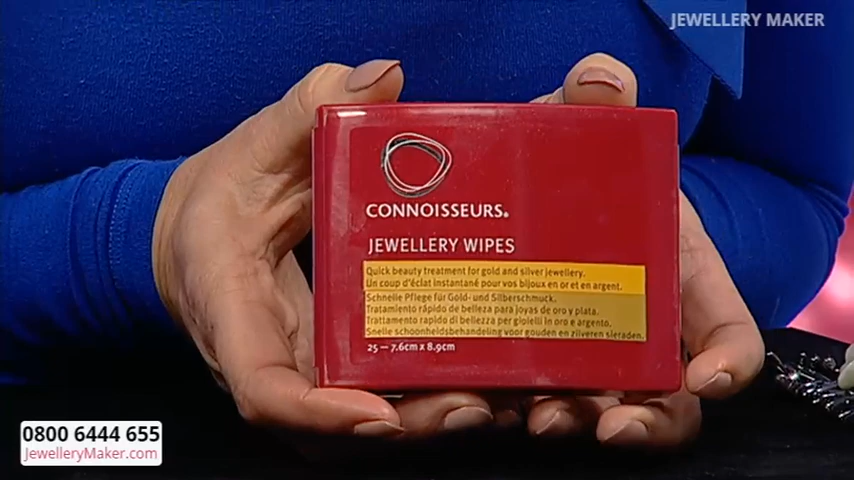 JEWELLERY MAKER
CONNOISSEURS.
JEWELLERY WIPES
Quick beauty treatment for gold and silver jewellery.
Un coup d'éclat instantané pour vos bijoux en or et en argent.
Schnelle Pflege für Gold- und Silberschmuck.
Tratamiento rápido de belleza para joyas de oro y plata.
Trattamento rapido di bellezza per gioielli in oro e argento.
Snelle schoonheidsbehandeling voor gouden en zilveren sieraden.
25 — 7.6cm x 8.9cm
0800 6444 655
JewelleryMaker.com